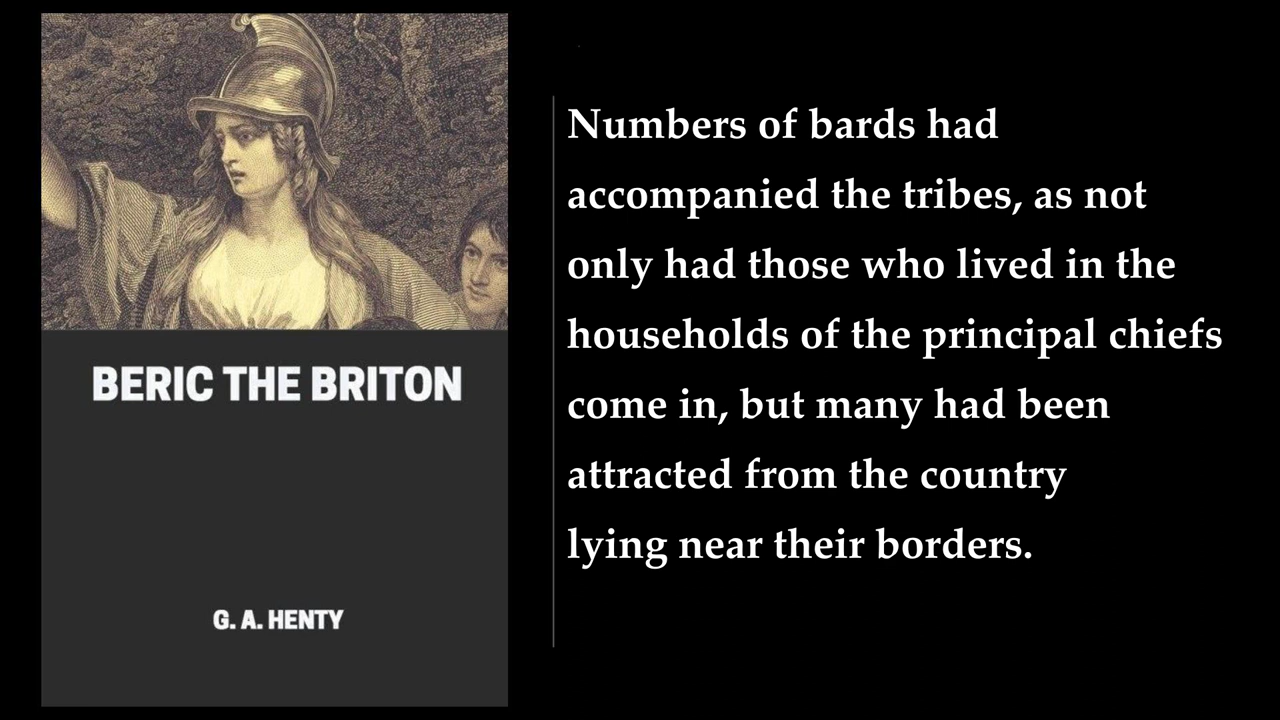 BERIC THE BRITON
G. A. HENTY
Numbers of bards had
accompanied the tribes, as not
only had those who lived in the
households of the principal chiefs
come in, but many had been
attracted from the country
lying near their borders.